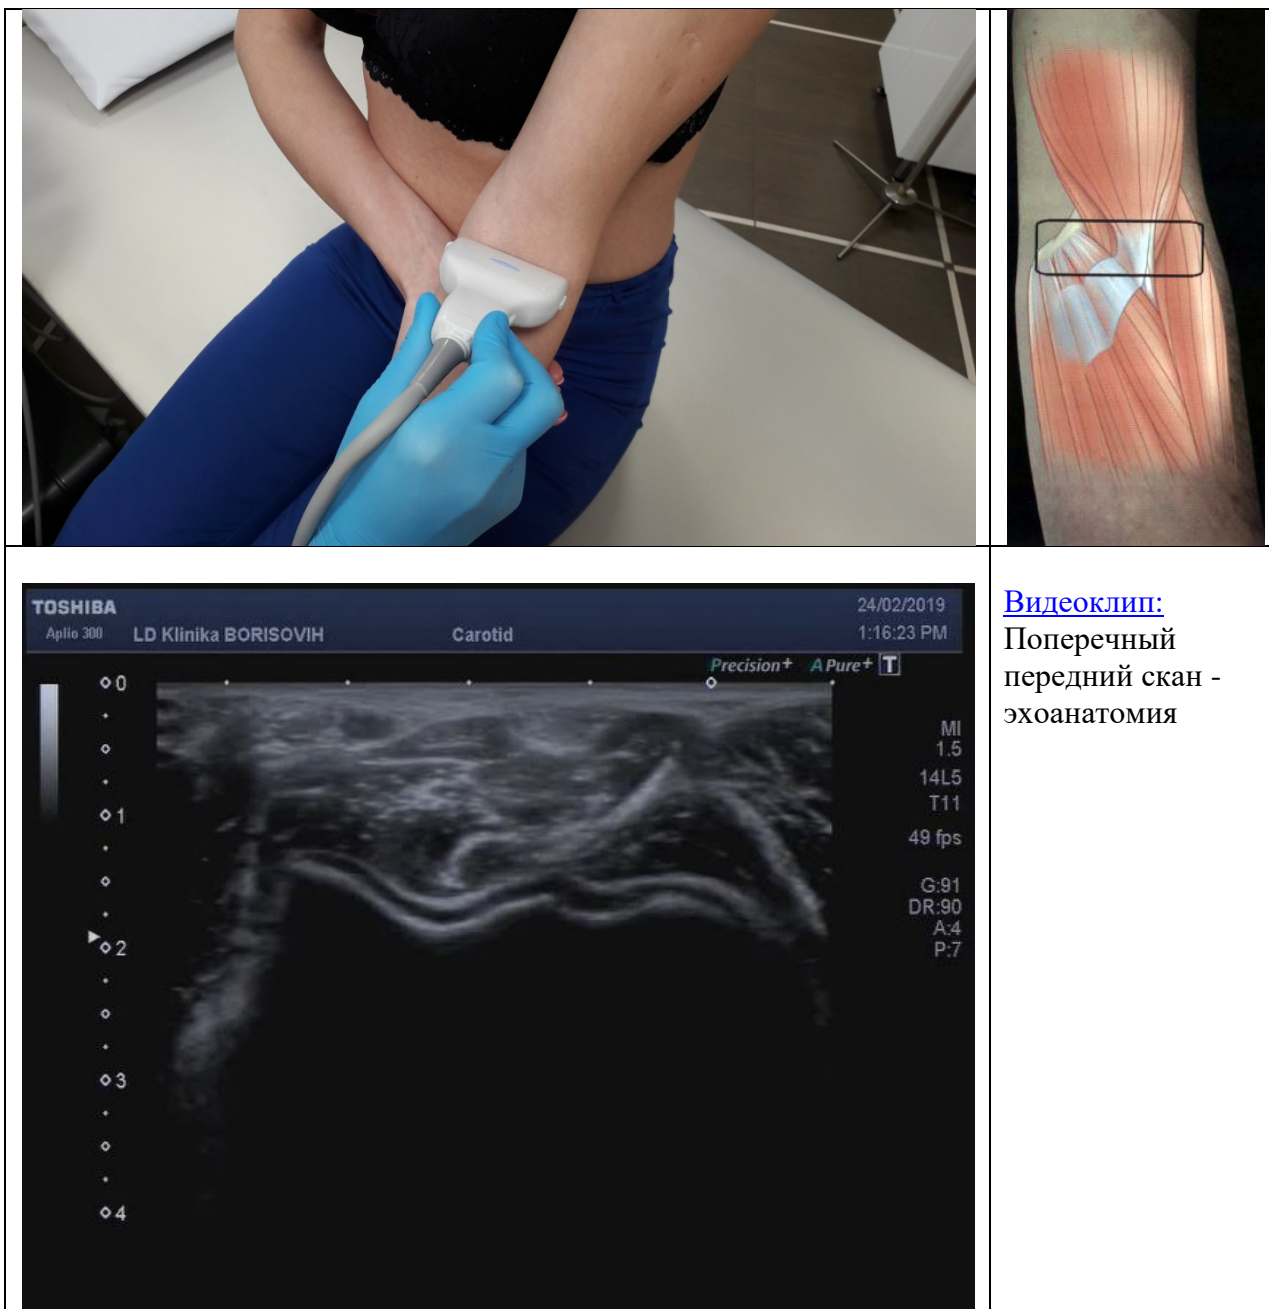 TOSHIBA
24/02/2019
Aplio 300 LD Klinika BORISOVIH Carotid
1:16:23 PM
Precision+ A Pure+ T
0
MI
1.5
14L5
T11
1
49 fps
G:91
DR:90
A:4
2
P:7
3
4
Видеоклип:
Поперечный
передний скан -
эхоанатомия